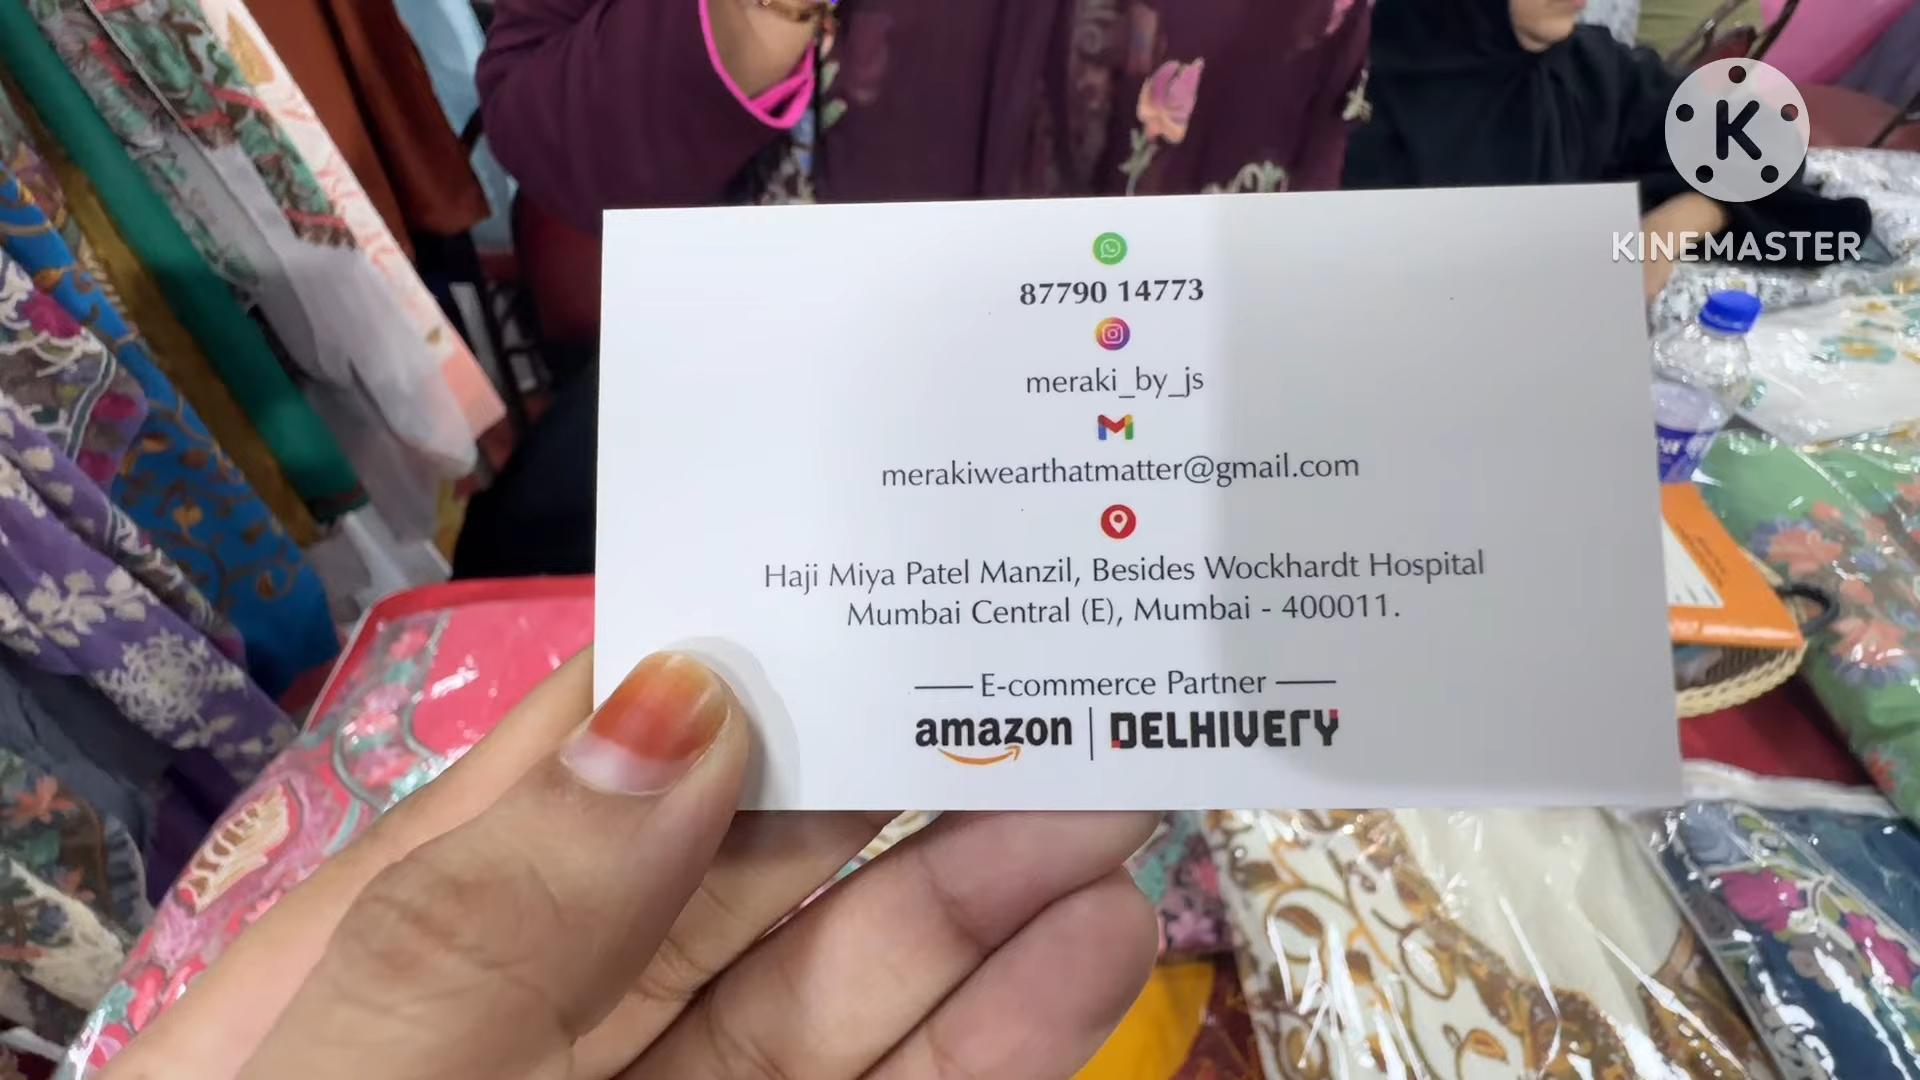 K
KINEMASTER
87790 14773
meraki_by_js
merakiwearthatmatter@gmail.com
Haji Miya Patel Manzil, Besides Wockhardt Hospital
Mumbai Central (E), Mumbai - 400011.
E-commerce Partner
amazon | DELHIVERY